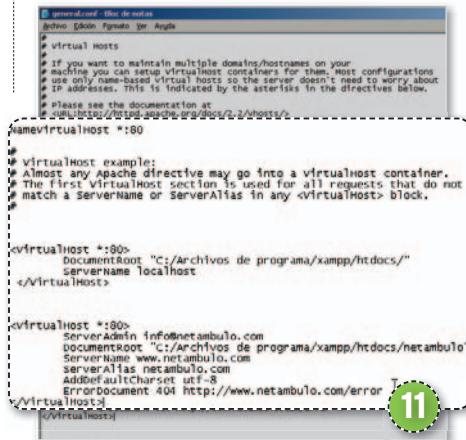 general.conf - Bloc de notas
Archivo Edición Formato Ver Ayuda
#
# Virtual Hosts
#
# If you want to maintain multiple domains/hostnames on your
# machine you can setup VirtualHost containers for them. Most configurations
# use only name-based virtual hosts so the server doesn't need to worry about
# IP addresses. This is indicated by the asterisks in the directives below.
#
# Please see the documentation at
# <URL:http://httpd.apache.org/docs/2.2/vhosts/>
NameVirtualHost *:80
#
# VirtualHost example:
# Almost any Apache directive may go into a VirtualHost container.
# The first VirtualHost section is used for all requests that do not
# match a ServerName or ServerAlias in any <VirtualHost> block.
#
<VirtualHost *:80>
DocumentRoot "C:/Archivos de programa/xampp/htdocs/"
ServerName localhost
</VirtualHost>
<VirtualHost *:80>
ServerAdmin info@netambulo.com
DocumentRoot "C:/Archivos de programa/xampp/htdocs/netambulo"
ServerName www.netambulo.com
ServerAlias netambulo.com
AddDefaultCharset utf-8
ErrorDocument 404 http://www.netambulo.com/error
</VirtualHost>
11
</VirtualHost>